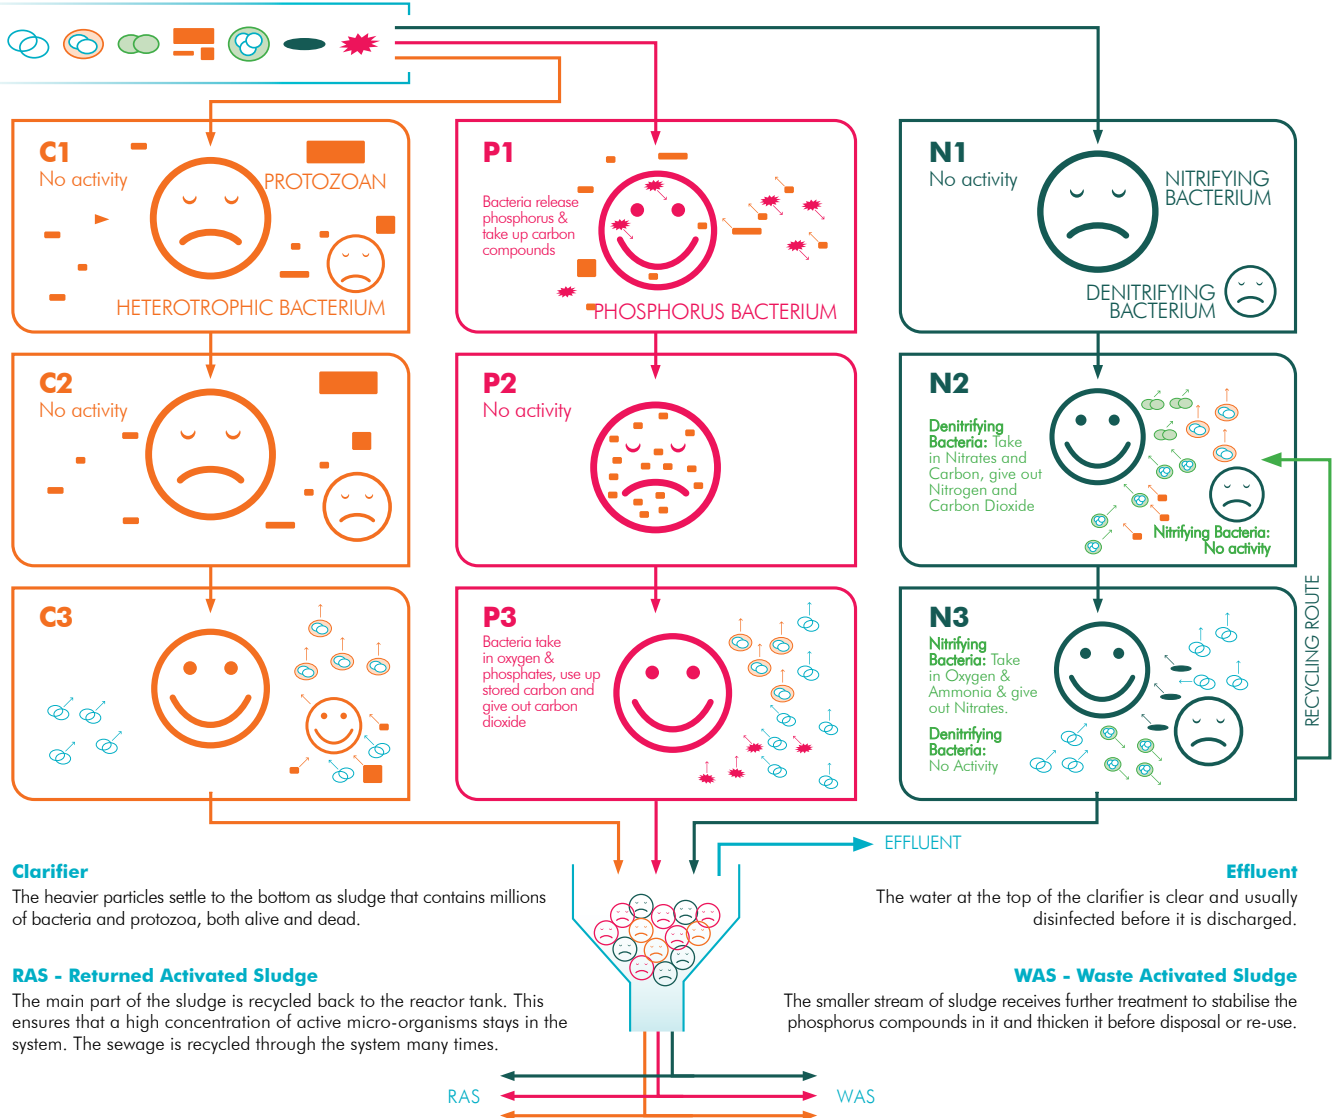 C1
No activity
PROTOZOAN
HETEROTROPHIC BACTERIUM
P1
Bacteria release
phosphorus &
take up carbon
compounds
PHOSPHORUS BACTERIUM
N1
No activity
NITRIFYING
BACTERIUM
DENITRIFYING
BACTERIUM
C2
No activity
P2
No activity
N2
Denitrifying
Bacteria: Take
in Nitrates and
Carbon, give out
Nitrogen and
Carbon Dioxide
Nitrifying Bacteria:
No activity
C3
P3
Bacteria take
in oxygen &
phosphates, use up
stored carbon and
give out carbon
dioxide
N3
Nitrifying
Bacteria: Take
in Oxygen &
Ammonia & give
out Nitrates.
Denitrifying
Bacteria:
No Activity
RECYCLING ROUTE
EFFLUENT
Clarifier
The heavier particles settle to the bottom as sludge that contains millions
of bacteria and protozoa, both alive and dead.
Effluent
The water at the top of the clarifier is clear and usually
disinfected before it is discharged.
RAS - Returned Activated Sludge
The main part of the sludge is recycled back to the reactor tank. This
ensures that a high concentration of active micro-organisms stays in the
system. The sewage is recycled through the system many times.
WAS - Waste Activated Sludge
The smaller stream of sludge receives further treatment to stabilise the
phosphorus compounds in it and thicken it before disposal or re-use.
RAS
WAS